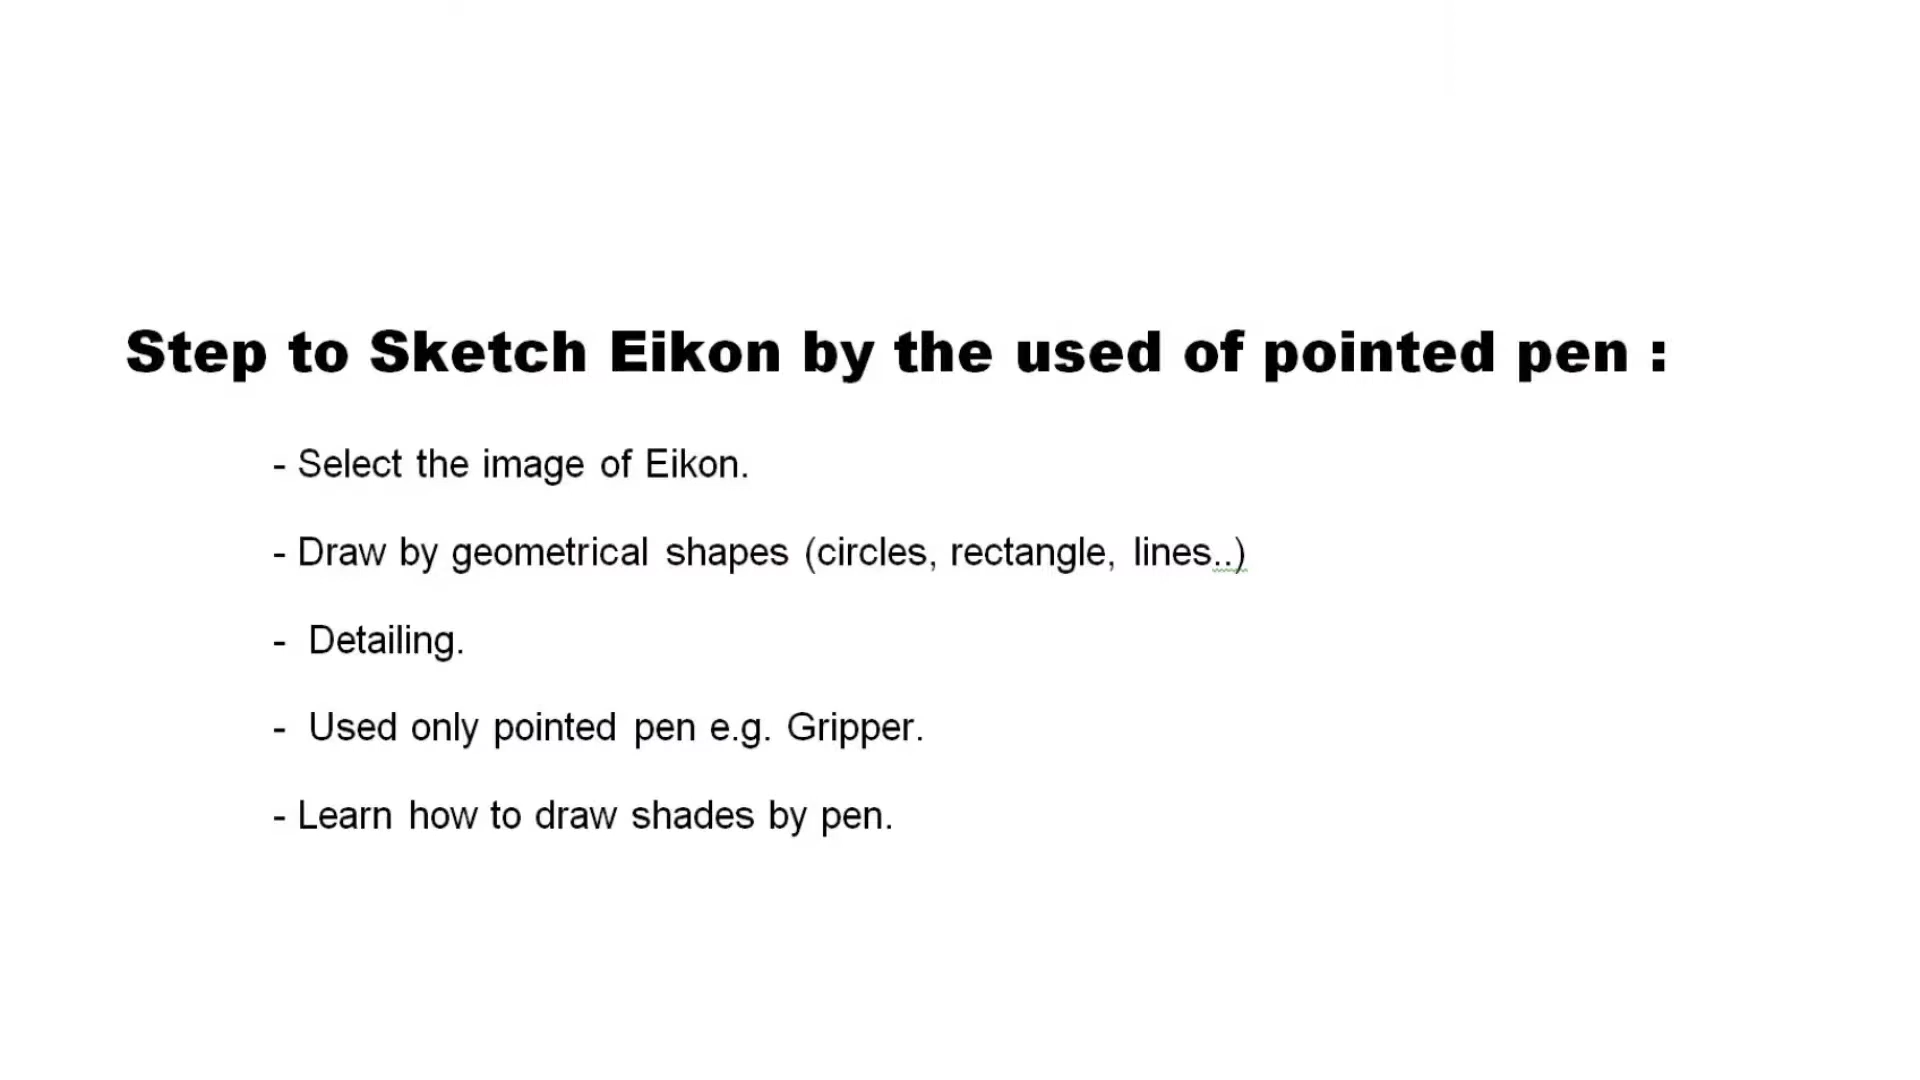 Step to Sketch Eikon by the used of pointed pen :
- Select the image of Eikon.
- Draw by geometrical shapes (circles, rectangle, lines..)
- Detailing.
- Used only pointed pen e.g. Gripper.
- Learn how to draw shades by pen.